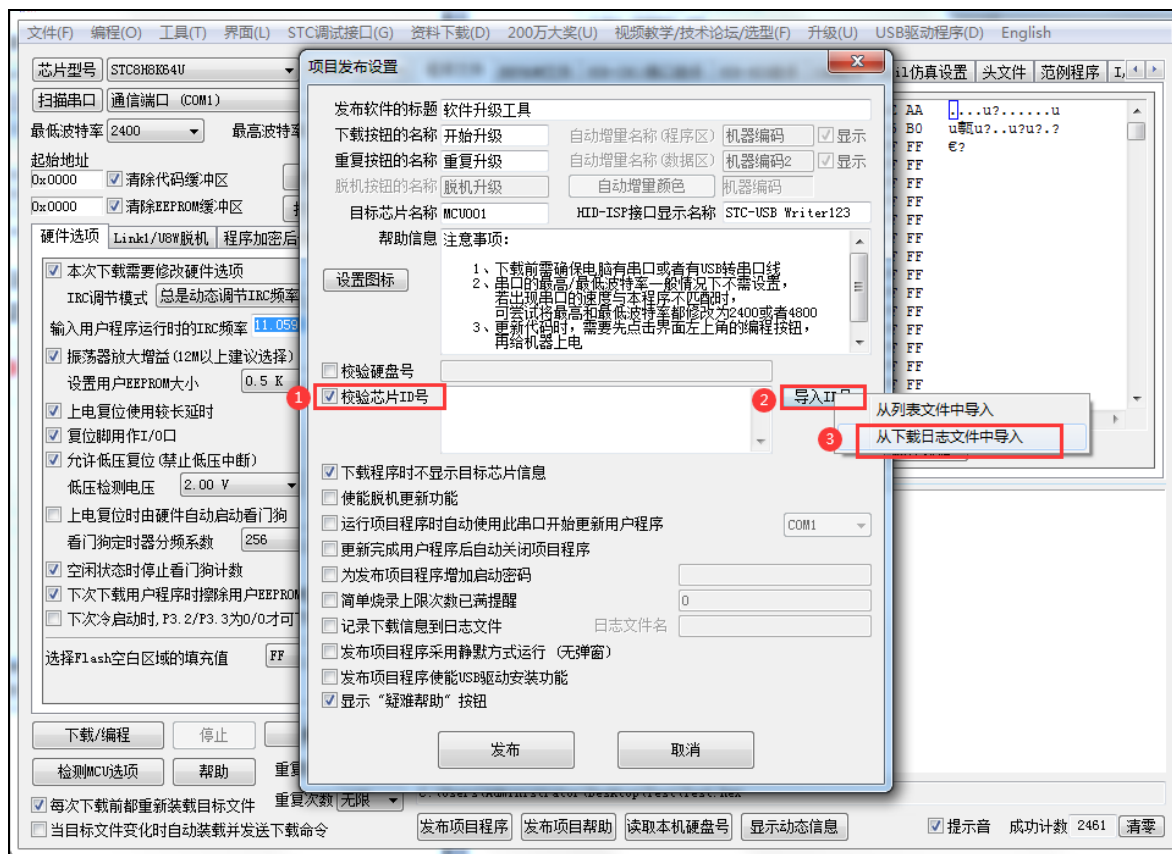 文件(F) 编程(O) 工具(T) 界面(L) STC调试接口(G) 资料下载(D) 200万大奖(U) 视频教学/技术论坛/选型(F) 升级(U) USB驱动程序(D) English
芯片型号 STC8H8K64U
扫描串口 通信端口 (COM1)
最低波特率 2400 最高波特率
起始地址
0x0000 清除代码缓冲区
0x0000 清除EEPROM缓冲区
硬件选项 Link1/U8W脱机 程序加密后
本次下载需要修改硬件选项
IRC调节模式 总是动态调节IRC频率
输入用户程序运行时的IRC频率 11.059
振荡器放大增益(12M以上建议选择)
设置用户EEPROM大小 0.5 K
上电复位使用较长延时
复位脚用作I/O口
允许低压复位(禁止低压中断)
低压检测电压 2.00 V
上电复位时由硬件自动启动看门狗
看门狗定时器分频系数 256
空闲状态时停止看门狗计数
下次下载用户程序时擦除用户EEPROM
下次冷启动时,P3.2/P3.3为0/0才可
选择Flash空白区域的填充值 FF
下载/编程 停止
检测MCU选项 帮助 重复
每次下载前都重新装载目标文件 重复次数 无限
当目标文件变化时自动装载并发送下载命令
项目发布设置
发布软件的标题 软件升级工具
下载按钮的名称 开始升级 自动增量名称(程序区) 机器编码 显示
重复按钮的名称 重复升级 自动增量名称(数据区) 机器编码2 显示
脱机按钮的名称 脱机升级 自动增量颜色 机器编码
目标芯片名称 MCU001 HID-ISP接口显示名称 STC-USB Writer123
帮助信息 注意事项:
设置图标
1、下载前需确保电脑有串口或者有USB转串口线
2、串口的最高/最低波特率一般情况下不需设置,
若出现串口的速度与本程序不匹配时,
可尝试将最高和最低波特率都修改为2400或者4800
3、更新代码时,需要先点击界面左上角的编程按钮,
再给机器上电
校验硬盘号
1 校验芯片ID号 2 导入ID号
从列表文件中导入
3 从下载日志文件中导入
下载程序时不显示目标芯片信息
使能脱机更新功能
运行项目程序时自动使用此串口开始更新用户程序 COM1
更新完成用户程序后自动关闭项目程序
为发布项目程序增加启动密码
简单烧录上限次数已满提醒 0
记录下载信息到日志文件 日志文件名
发布项目程序采用静默方式运行 (无弹窗)
发布项目程序使能USB驱动安装功能
显示“疑难帮助”按钮
发布 取消
il仿真设置 头文件 范例程序 I,
AA ....u?......u
B0 u瓾u?..u?u?.?
FF €?
FF
FF
FF
FF
FF
FF
FF
FF
FF
FF
FF
FF
FF
发布项目程序 发布项目帮助 读取本机硬盘号 显示动态信息 提示音 成功计数 2461 清零